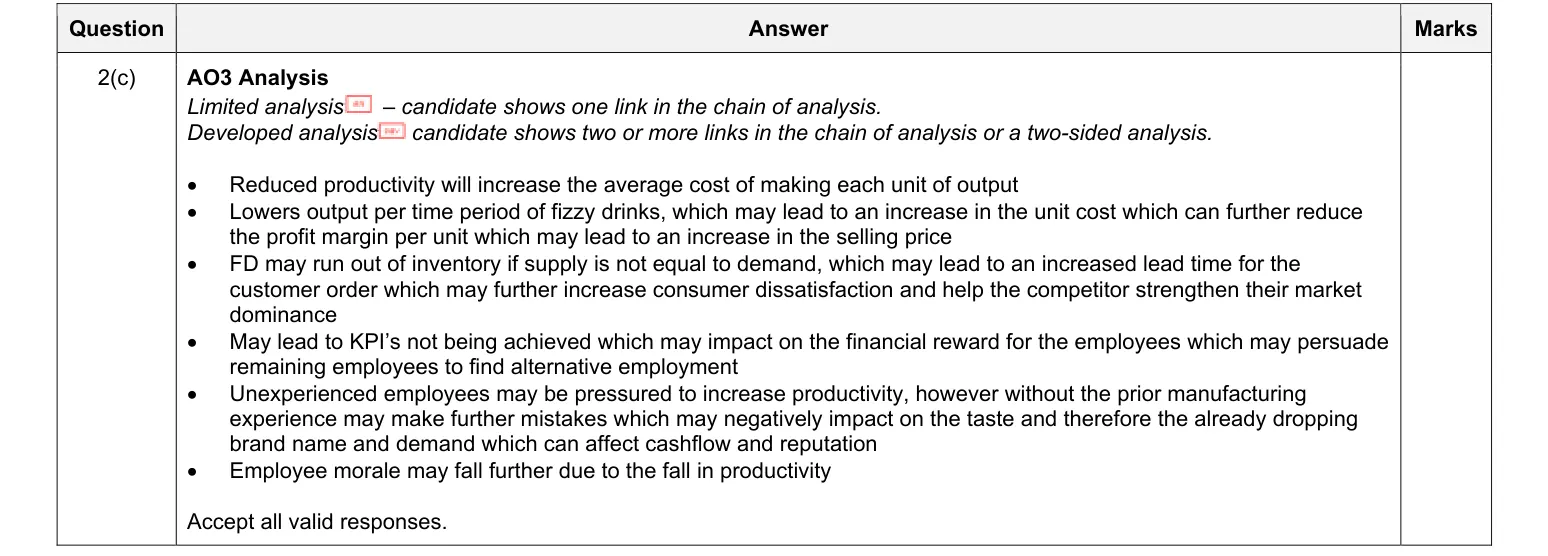 Question Answer Marks
2(c) AO3 Analysis
Limited analysis – candidate shows one link in the chain of analysis.
Developed analysis candidate shows two or more links in the chain of analysis or a two-sided analysis.
• Reduced productivity will increase the average cost of making each unit of output
• Lowers output per time period of fizzy drinks, which may lead to an increase in the unit cost which can further reduce
the profit margin per unit which may lead to an increase in the selling price
• FD may run out of inventory if supply is not equal to demand, which may lead to an increased lead time for the
customer order which may further increase consumer dissatisfaction and help the competitor strengthen their market
dominance
• May lead to KPI’s not being achieved which may impact on the financial reward for the employees which may persuade
remaining employees to find alternative employment
• Unexperienced employees may be pressured to increase productivity, however without the prior manufacturing
experience may make further mistakes which may negatively impact on the taste and therefore the already dropping
brand name and demand which can affect cashflow and reputation
• Employee morale may fall further due to the fall in productivity
Accept all valid responses.